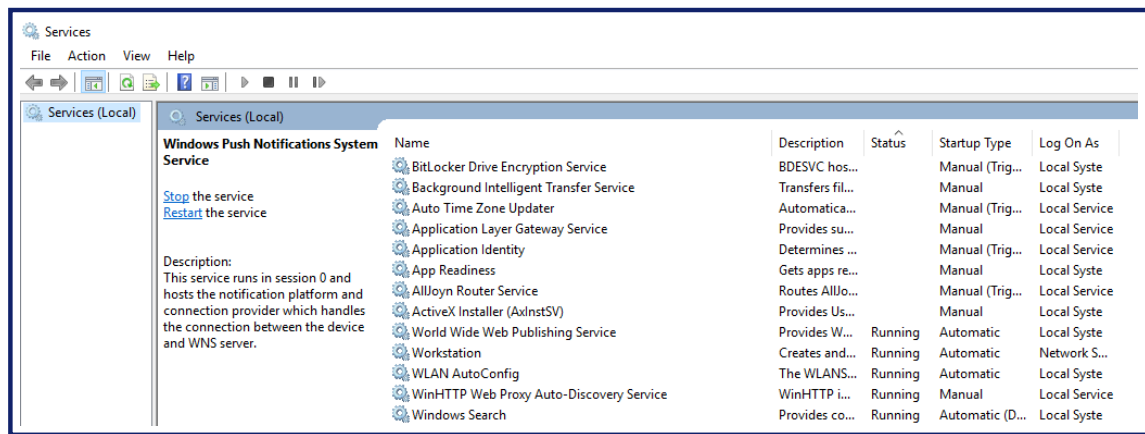 Services
File Action View Help
Services (Local)
Services (Local)
Windows Push Notifications System
Service
Stop the service
Restart the service
Description:
This service runs in session 0 and
hosts the notification platform and
connection provider which handles
the connection between the device
and WNS server.
Name Description Status Startup Type Log On As
BitLocker Drive Encryption Service BDESVC hos... Manual (Trig... Local Syste
Background Intelligent Transfer Service Transfers fil... Manual Local Syste
Auto Time Zone Updater Automatica... Manual (Trig... Local Service
Application Layer Gateway Service Provides su... Manual Local Service
Application Identity Determines ... Manual (Trig... Local Service
App Readiness Gets apps re... Manual Local Syste
AllJoyn Router Service Routes AllJo... Manual (Trig... Local Service
ActiveX Installer (AxInstSV) Provides Us... Manual Local Syste
World Wide Web Publishing Service Provides W... Running Automatic Local Syste
Workstation Creates and... Running Automatic Network S...
WLAN AutoConfig The WLANS... Running Automatic Local Syste
WinHTTP Web Proxy Auto-Discovery Service WinHTTP i... Running Manual Local Service
Windows Search Provides co... Running Automatic (D... Local Syste